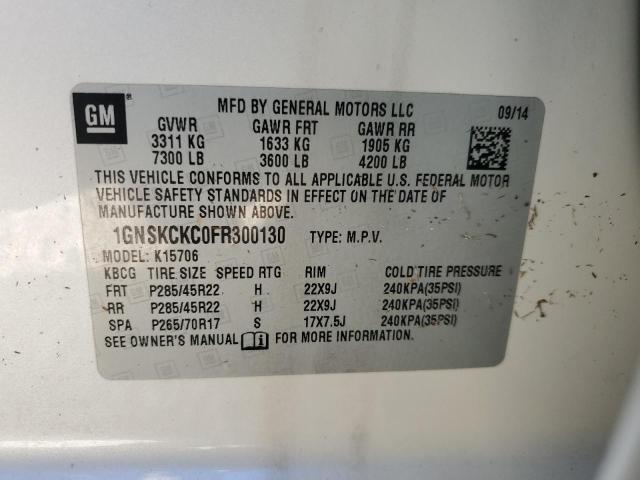 GM ®
MFD BY GENERAL MOTORS LLC 09/14
GVWR GAWR FRT GAWR RR
3311 KG 1633 KG 1905 KG
7300 LB 3600 LB 4200 LB
THIS VEHICLE CONFORMS TO ALL APPLICABLE U.S. FEDERAL MOTOR
VEHICLE SAFETY STANDARDS IN EFFECT ON THE DATE OF
MANUFACTURE SHOWN ABOVE.
1GNSKCKC0FR300130 TYPE: M.P.V.
MODEL: K15706
KBCG TIRE SIZE SPEED RTG RIM COLD TIRE PRESSURE
FRT P285/45R22 H 22X9J 240KPA(35PSI)
RR P285/45R22 H 22X9J 240KPA(35PSI)
SPA P265/70R17 S 17X7.5J 240KPA(35PSI)
SEE OWNER'S MANUAL FOR MORE INFORMATION.